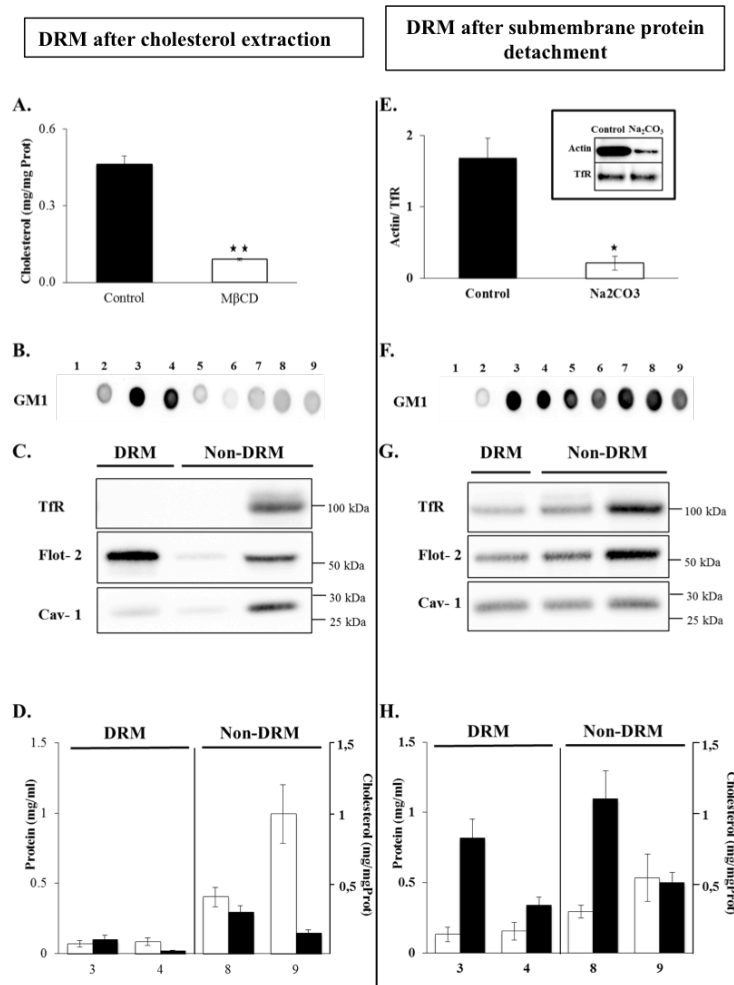 DRM after cholesterol extraction
DRM after submembrane protein
detachment
A.
Cholesterol (mg/mg Prot)
0.6
0.3
0.0
★★
Control
MβCD
B.
1 2 3 4 5 6 7 8 9
GM1
C.
DRM
Non-DRM
TfR
100 kDa
Flot- 2
50 kDa
Cav- 1
30 kDa
25 kDa
D.
DRM
Non-DRM
Protein (mg/ml)
1.5
1
0.5
0
1,5
1
0,5
Cholesterol (mg/mgProt)
3 4 8 9
E.
Actin/ TfR
2
1
0
Control Na₂CO₃
Actin
TfR
★
Control
Na2CO3
F.
1 2 3 4 5 6 7 8 9
GM1
G.
DRM
Non-DRM
TfR
100 kDa
Flot- 2
50 kDa
Cav- 1
30 kDa
25 kDa
H.
DRM
Non-DRM
Protein (mg/ml)
1.5
1
0.5
0
1,5
1
0,5
Cholesterol (mg/mgProt)
3 4 8 9